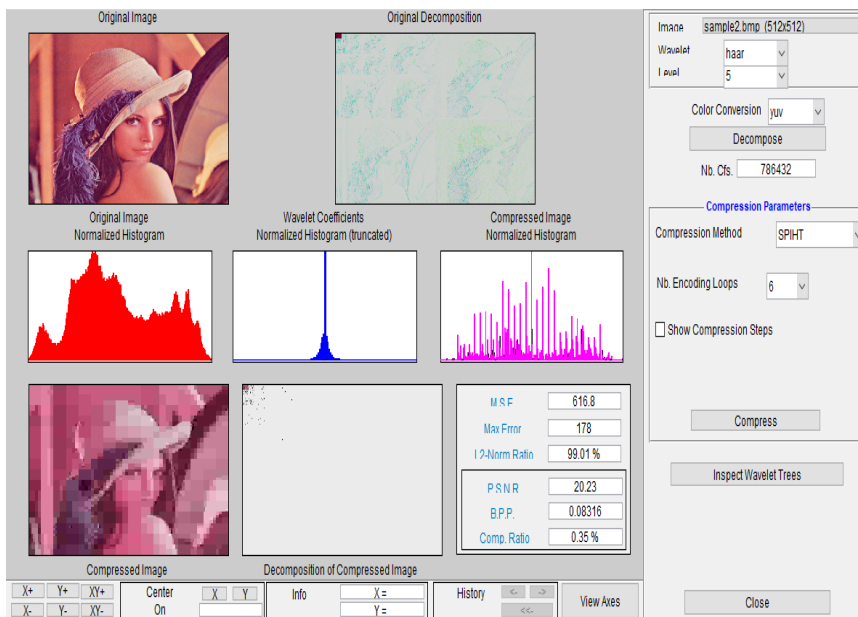 Original Image
Original Decomposition
Original Image
Normalized Histogram
Wavelet Coefficients
Normalized Histogram (truncated)
Compressed Image
Normalized Histogram
M.S.E.
616.8
Max Error
178
L2-Norm Ratio
99.01 %
P.S.N.R.
20.23
B.P.P.
0.08316
Comp. Ratio
0.35 %
Compressed Image
Decomposition of Compressed Image
X+ Y+ XY+
X- Y- XY-
Center
On
X Y
Info
X =
Y =
History
<- ->
<<-
View Axes
Image sample2.bmp (512x512)
Wavelet haar
Level 5
Color Conversion yuv
Decompose
Nb. Cfs. 786432
Compression Parameters
Compression Method SPIHT
Nb. Encoding Loops 6
Show Compression Steps
Compress
Inspect Wavelet Trees
Close